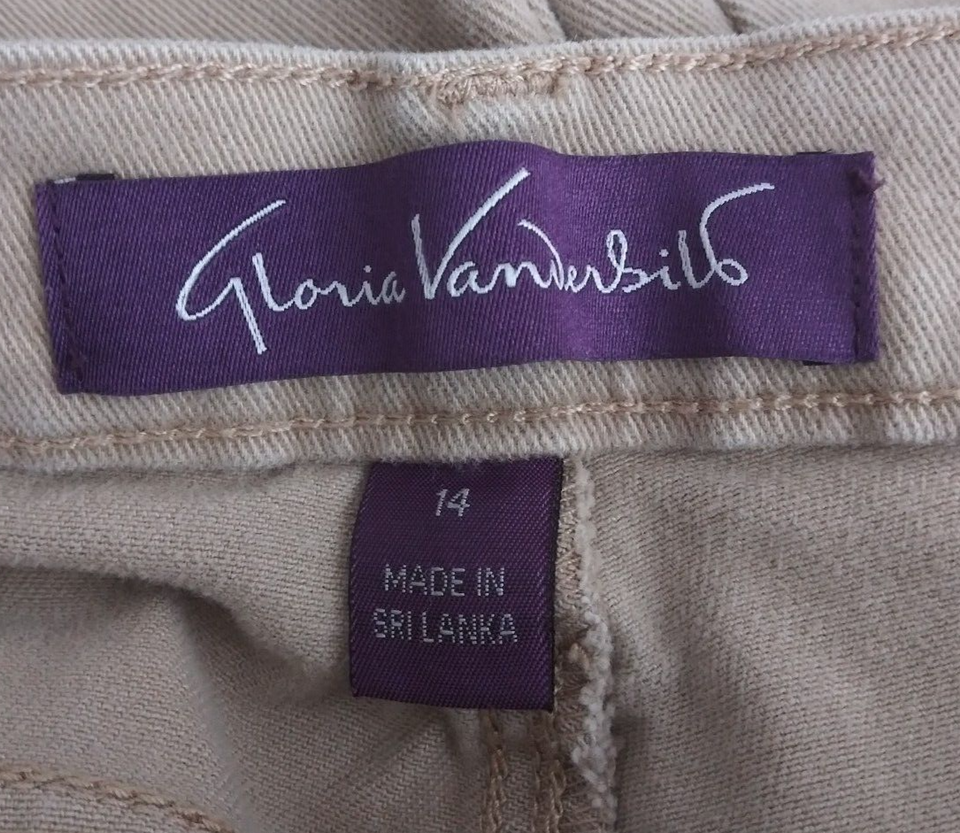 Gloria Vanderbilt
14
MADE IN
SRI LANKA